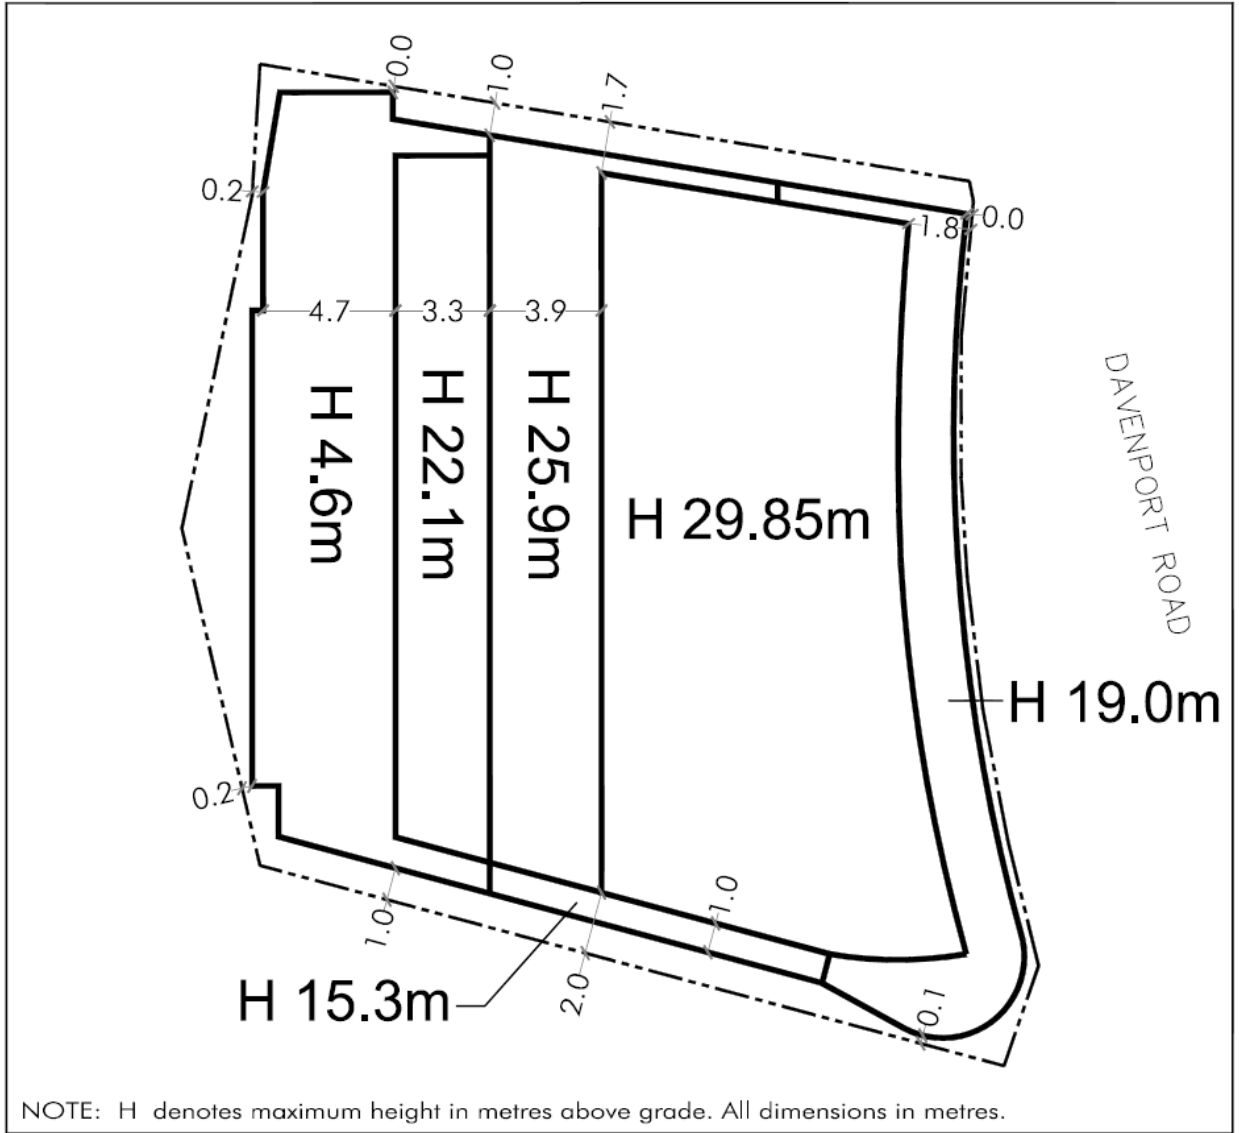 0.0
1.0
1.7
0.2
0.0
1.8
4.7
3.3
3.9
H 4.6m
H 22.1m
H 25.9m
H 29.85m
DAVENPORT ROAD
H 19.0m
0.2
1.0
1.0
2.0
H 15.3m
0.1
NOTE: H denotes maximum height in metres above grade. All dimensions in metres.